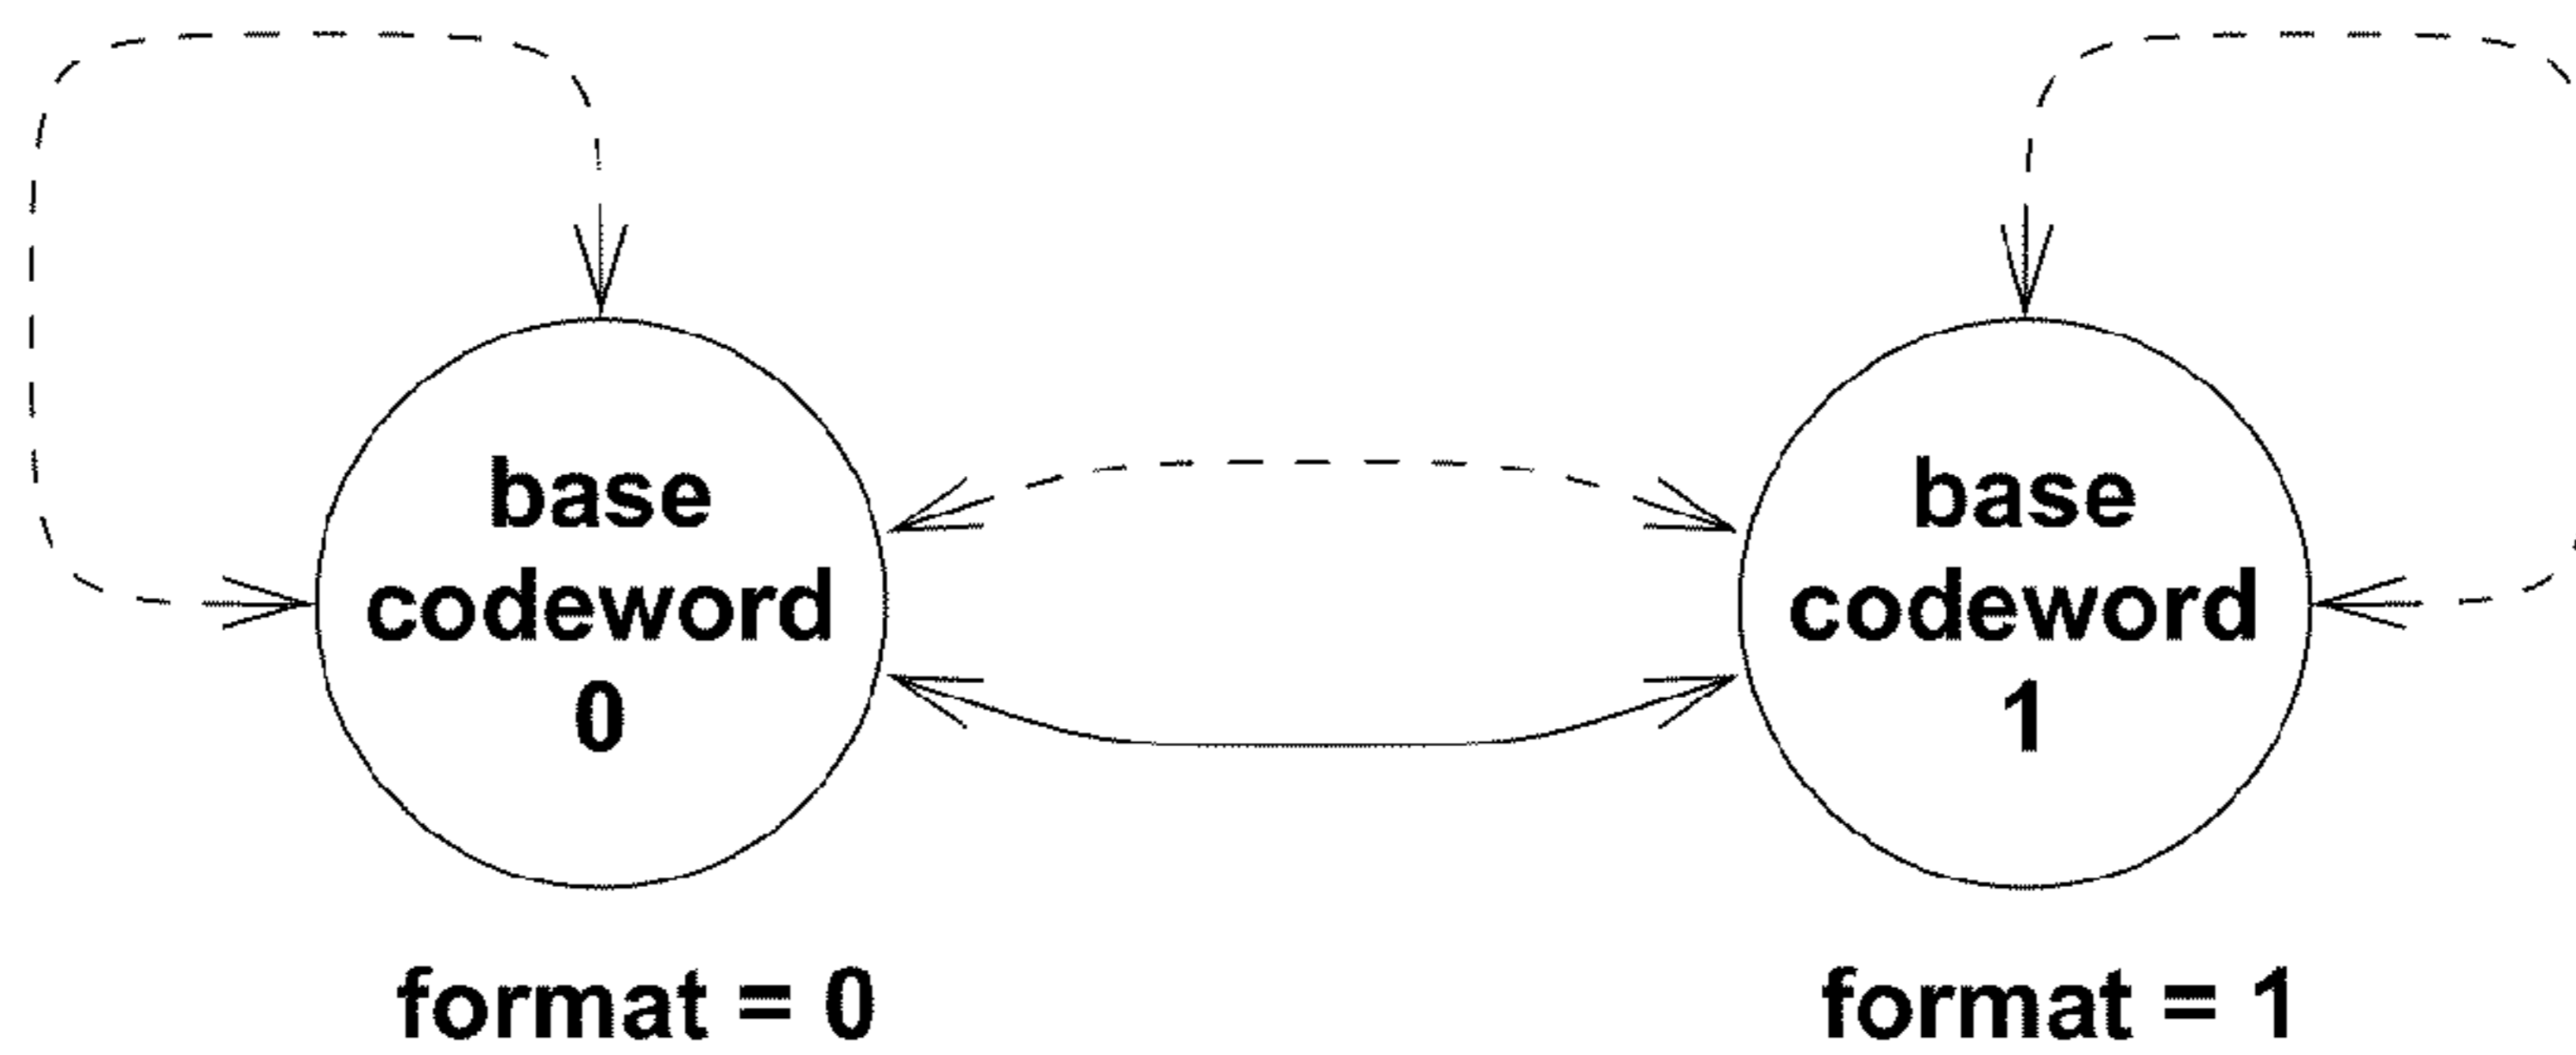 base
codeword
0
base
codeword
1
format = 0
format = 1